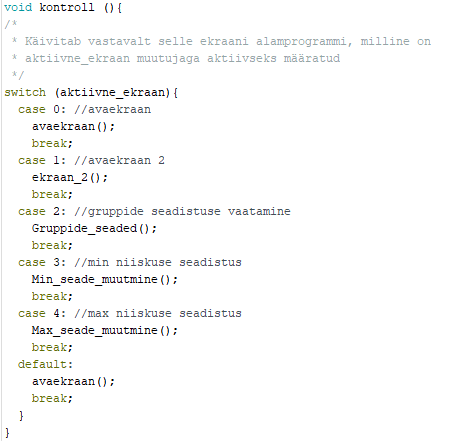 void kontroll (){
/*
 * Käivitab vastavalt selle ekraani alamprogrammi, milline on
 * aktiivne_ekraan muutujaga aktiivseks määratud
 */
switch (aktiivne_ekraan){
  case 0: //avaekraan
    avaekraan();
    break;
  case 1: //avaekraan 2
    ekraan_2();
    break;
  case 2: //gruppide seadistuse vaatamine
    Gruppide_seaded();
    break;
  case 3: //min niiskuse seadistus
    Min_seade_muutmine();
    break;
  case 4: //max niiskuse seadistus
    Max_seade_muutmine();
    break;
  default:
    avaekraan();
    break;
  }
}